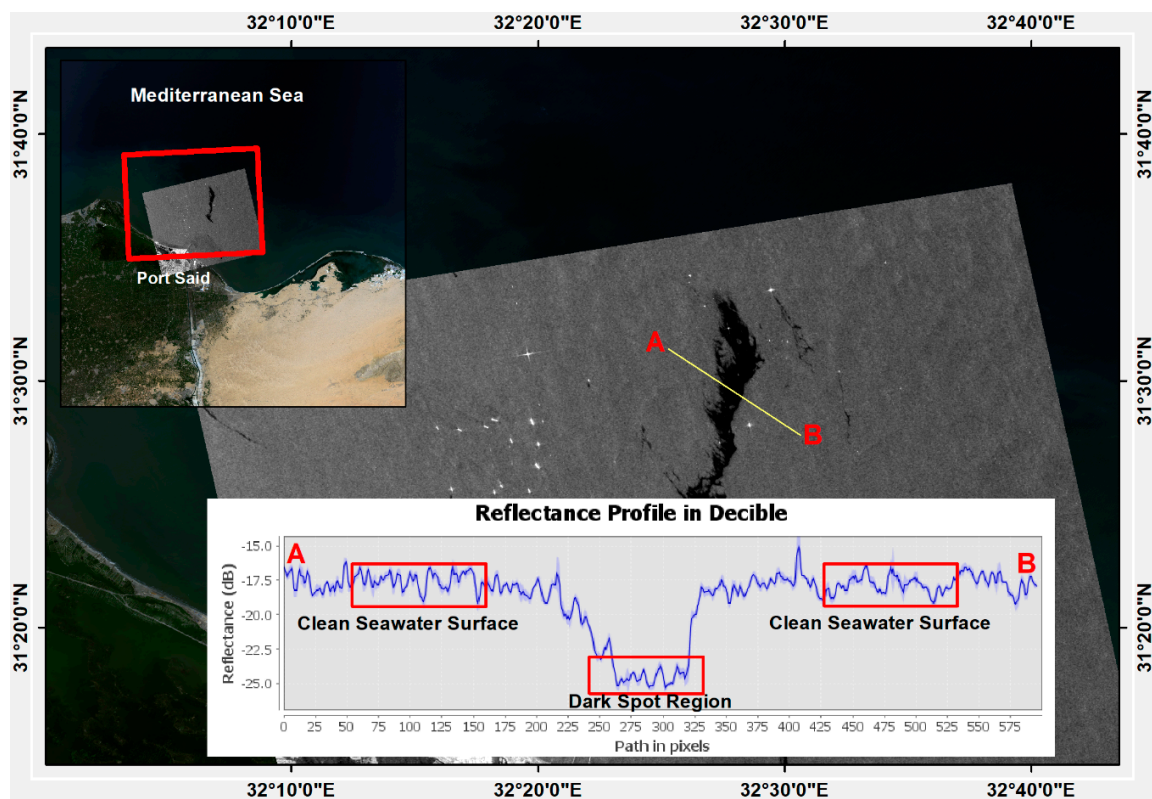 32°10'0"E 32°20'0"E 32°30'0"E 32°40'0"E
Mediterranean Sea
31°40'0"N 31°40'0"N
Port Said
A
31°30'0"N 31°30'0"N
B
Reflectance Profile in Decible
A B
-15.0
-17.5
-20.0
-22.5
-25.0
Reflectance (dB)
Clean Seawater Surface Clean Seawater Surface
31°20'0"N 31°20'0"N
Dark Spot Region
0 25 50 75 100 125 150 175 200 225 250 275 300 325 350 375 400 425 450 475 500 525 550 575
Path in pixels
32°10'0"E 32°20'0"E 32°30'0"E 32°40'0"E